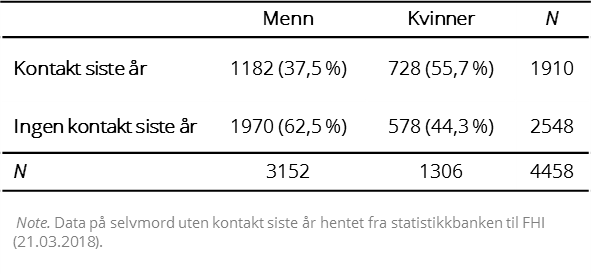 Menn Kvinner N
Kontakt siste år 1182 (37,5 %) 728 (55,7 %) 1910
Ingen kontakt siste år 1970 (62,5 %) 578 (44,3 %) 2548
N 3152 1306 4458
Note. Data på selvmord uten kontakt siste år hentet fra statistikkbanken til FHI
(21.03.2018).